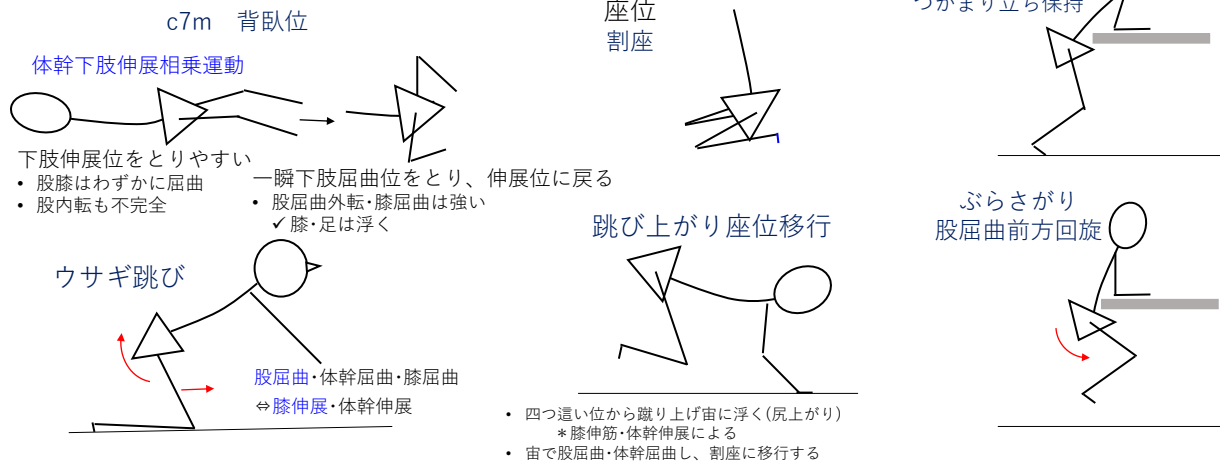 c7m 背臥位
体幹下肢伸展相乗運動
下肢伸展位をとりやすい
• 股膝はわずかに屈曲
• 股内転も不完全
一瞬下肢屈曲位をとり、伸展位に戻る
• 股屈曲外転・膝屈曲は強い
✓ 膝・足は浮く
ウサギ跳び
股屈曲・体幹屈曲・膝屈曲
⇔膝伸展・体幹伸展
座位
割座
跳び上がり座位移行
• 四つ這い位から蹴り上げ宙に浮く(尻上がり)
＊膝伸筋・体幹伸展による
• 宙で股屈曲・体幹屈曲し、割座に移行する
つかまり立ち保持
ぶらさがり
股屈曲前方回旋